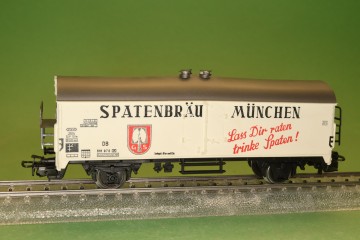 SPATENBRÄU MÜNCHEN
Lass Dir raten
trinke Spaten!
DB